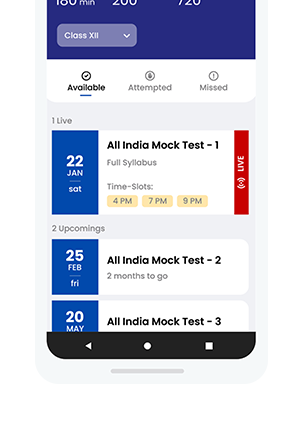 180 min 200 720
Class XII
Available Attempted Missed
1 Live
22
JAN
sat
All India Mock Test - 1
Full Syllabus
Time-Slots:
4 PM 7 PM 9 PM
LIVE
2 Upcomings
25
FEB
fri
All India Mock Test - 2
2 months to go
20
MAY
All India Mock Test - 3